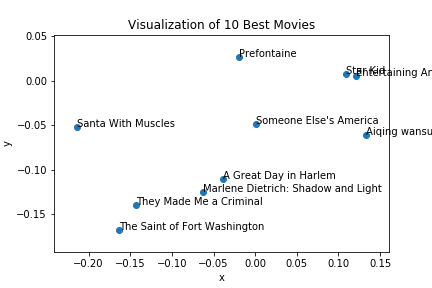 Visualization of 10 Best Movies
0.05
0.00
−0.05
−0.10
−0.15
y
Prefontaine
Star Kid
Entertaining
Santa With Muscles
Someone Else's America
Aiqing wansu
A Great Day in Harlem
Marlene Dietrich: Shadow and Light
They Made Me a Criminal
The Saint of Fort Washington
−0.20
−0.15
−0.10
−0.05
0.00
0.05
0.10
0.15
x